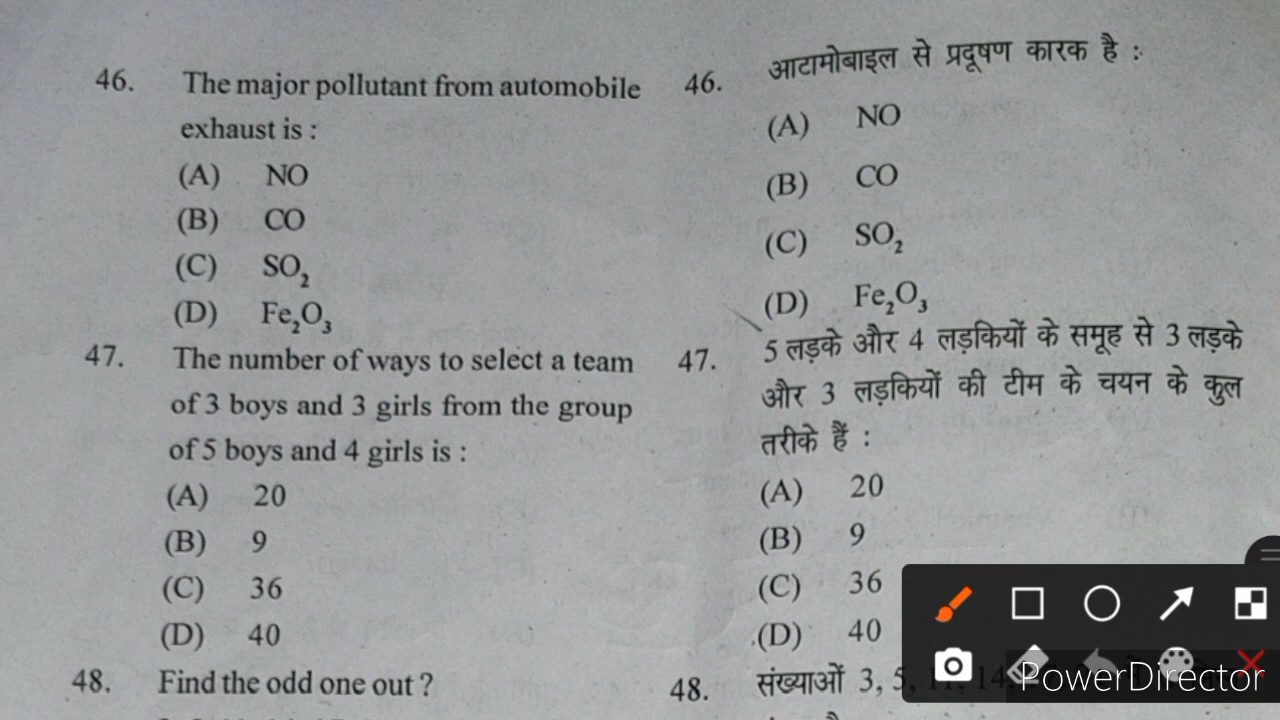 46. The major pollutant from automobile
exhaust is :
(A) NO
(B) CO
(C) SO₂
(D) Fe₂O₃
47. The number of ways to select a team
of 3 boys and 3 girls from the group
of 5 boys and 4 girls is :
(A) 20
(B) 9
(C) 36
(D) 40
48. Find the odd one out ?
46. आटामोबाइल से प्रदूषण कारक है :
(A) NO
(B) CO
(C) SO₂
(D) Fe₂O₃
47. 5 लड़के और 4 लड़कियों के समूह से 3 लड़के
और 3 लड़कियों की टीम के चयन के कुल
तरीके हैं :
(A) 20
(B) 9
(C) 36
(D) 40
48. संख्याओं 3, 5, 11, 14,
PowerDirector